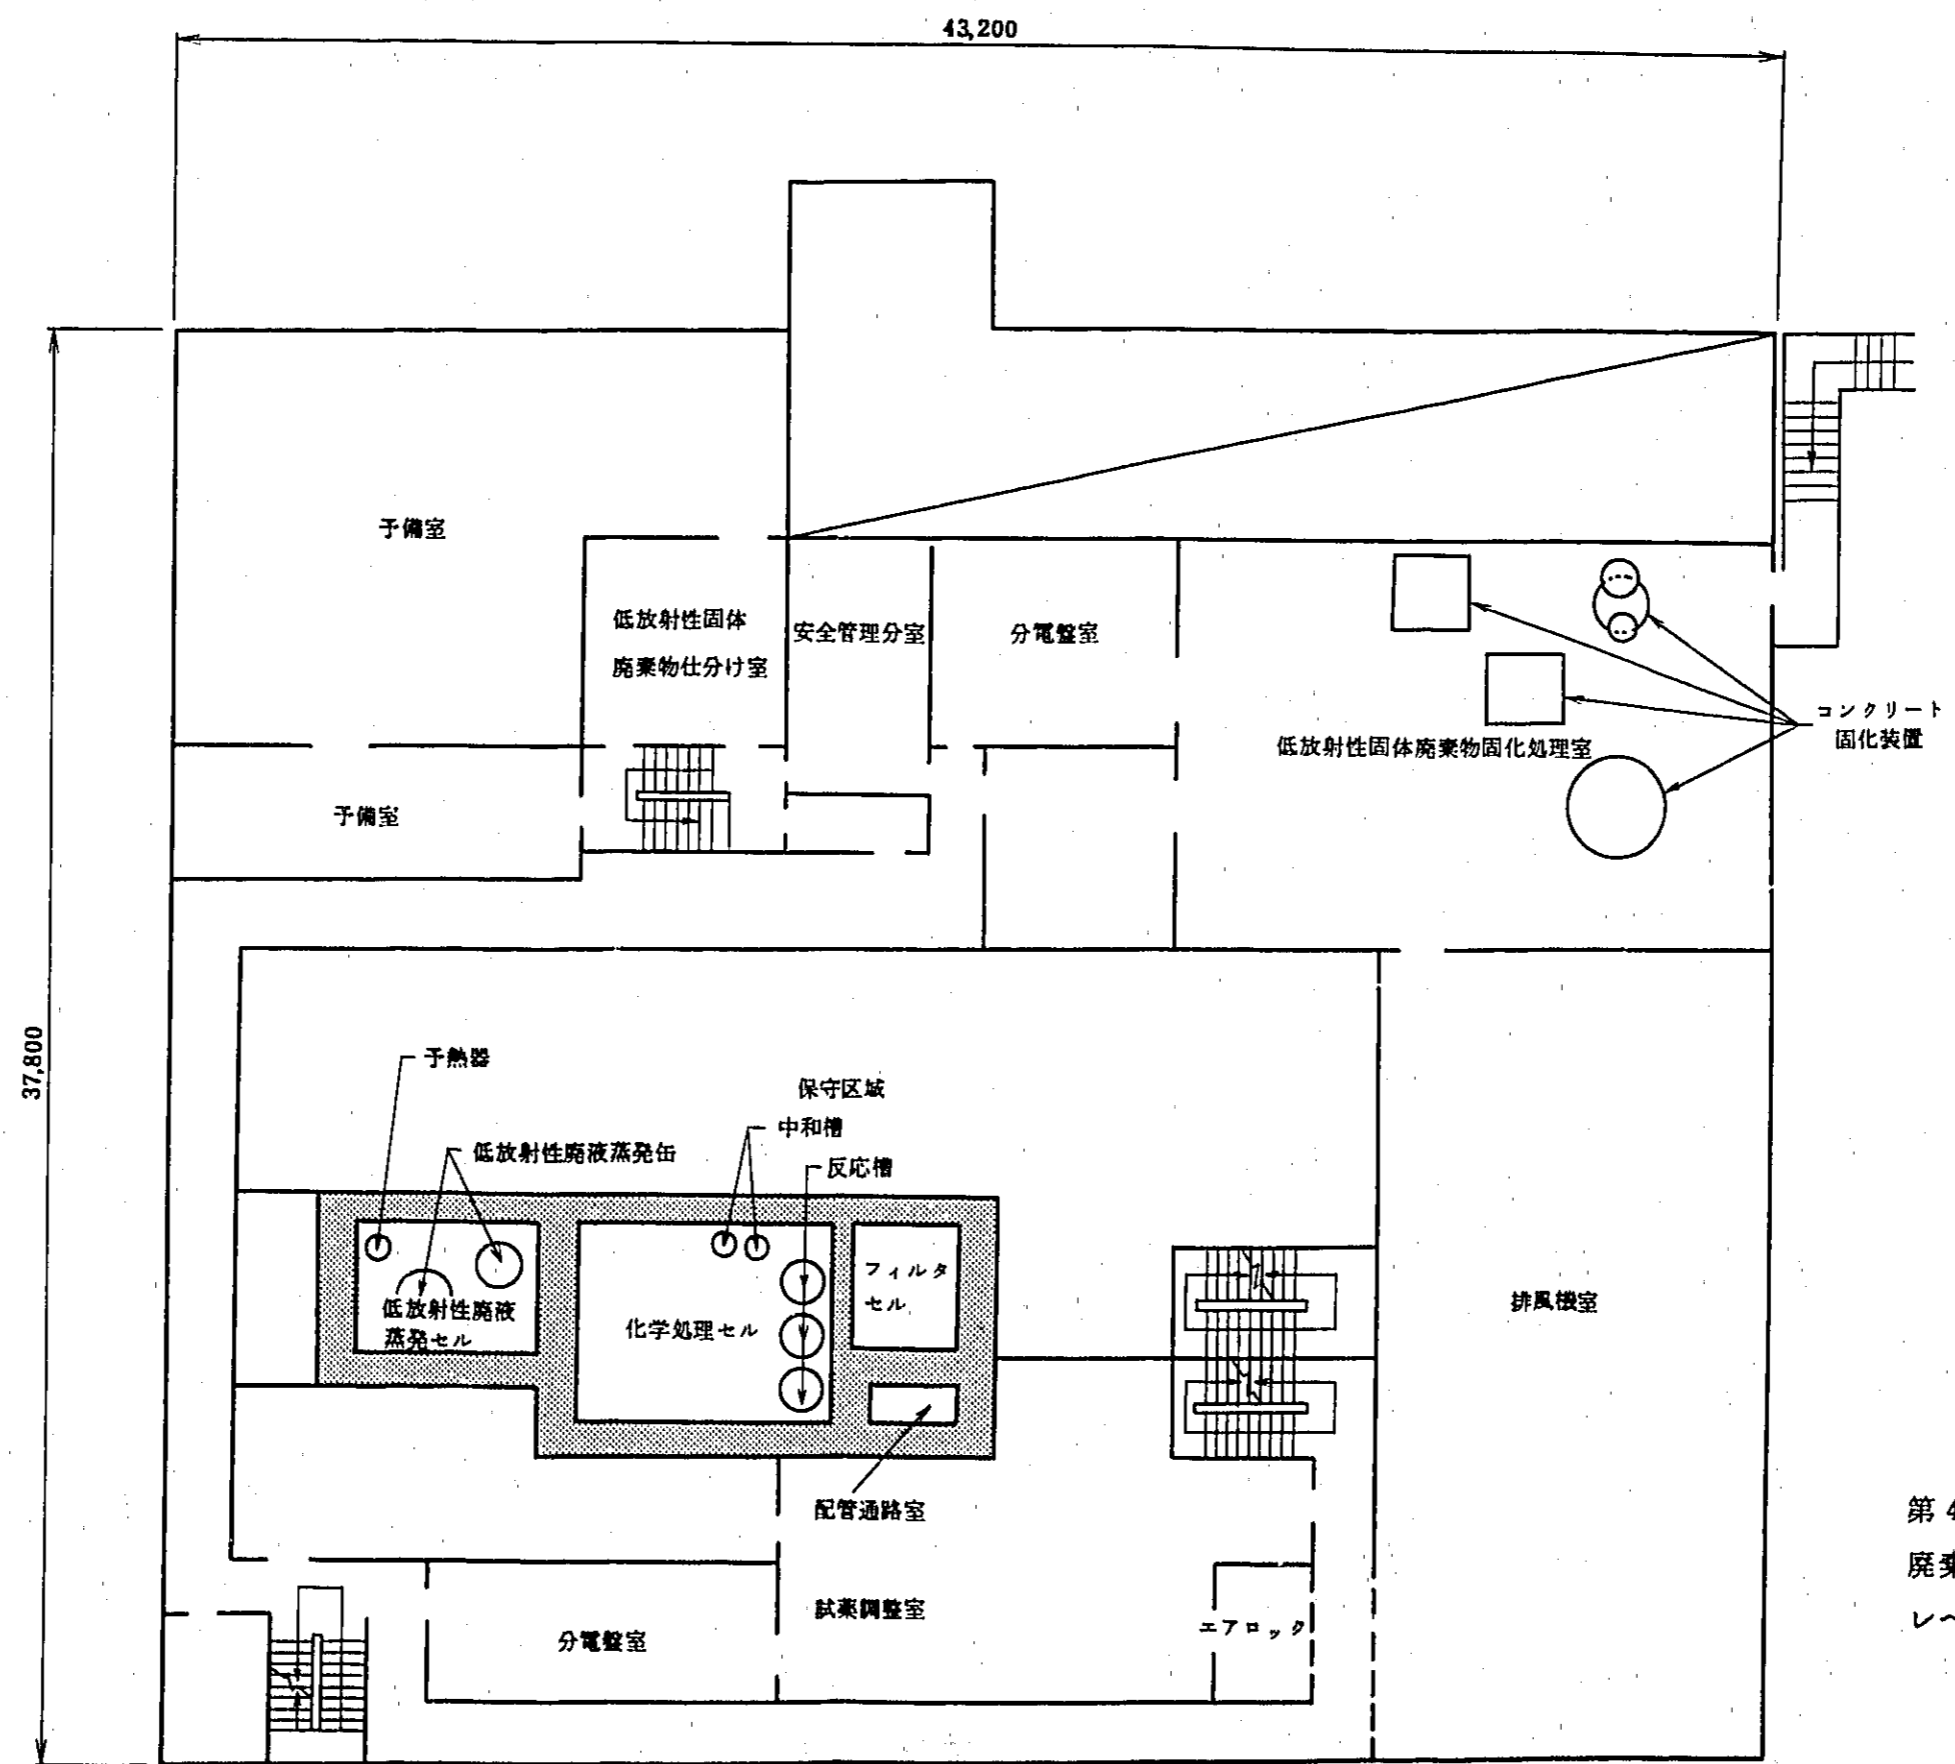 43,200
予備室
低放射性固体
廃棄物仕分け室
安全管理分室
分電盤室
コンクリート
固化装置
低放射性固体廃棄物固化処理室
予備室
37,800
予熱器
保守区域
中和槽
低放射性廃液蒸発缶
反応槽
フィルタ
セル
低放射性廃液
蒸発セル
化学処理セル
排風機室
配管通路室
第4
廃棄
レベ
試薬調整室
エアロック
分電盤室